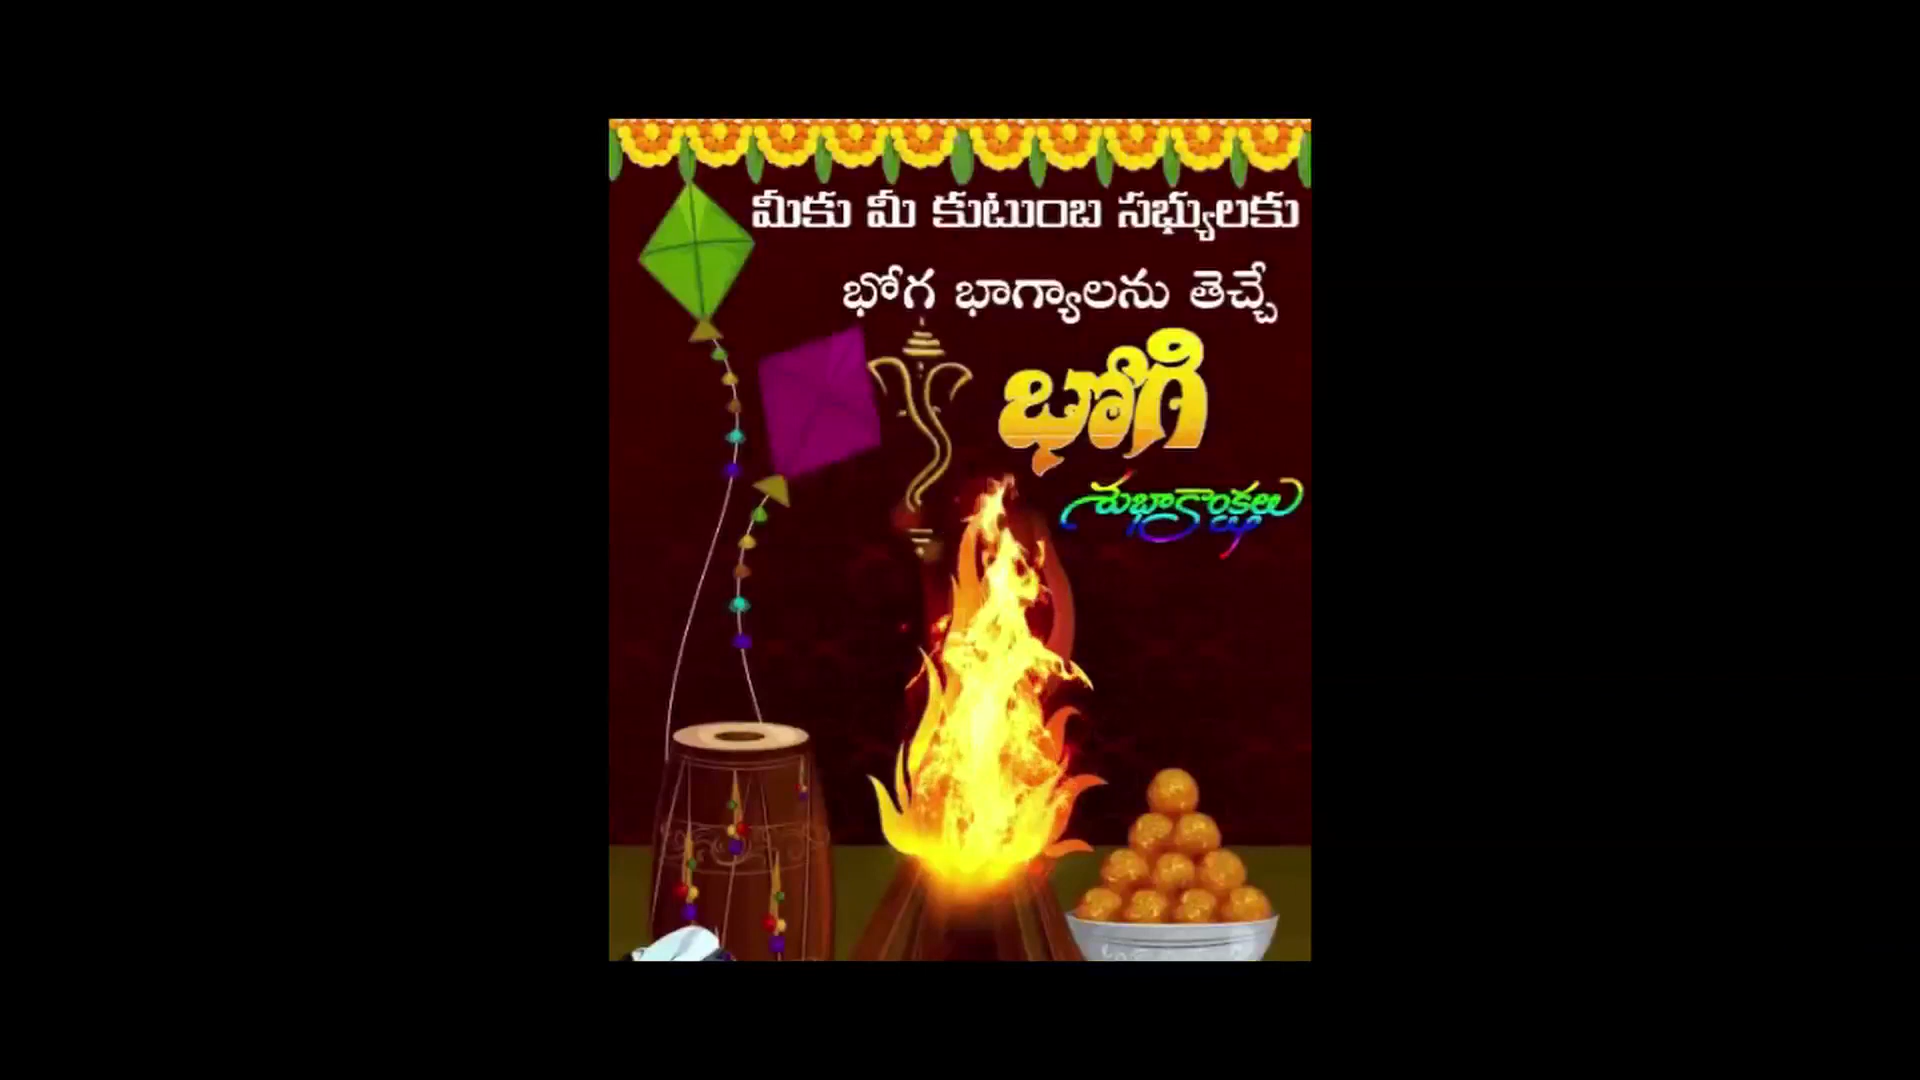 మీకు మీ కుటుంబ సభ్యులకు
భోగ భాగ్యాలను తెచ్చే
భోగి
శుభాకాంక్షలు